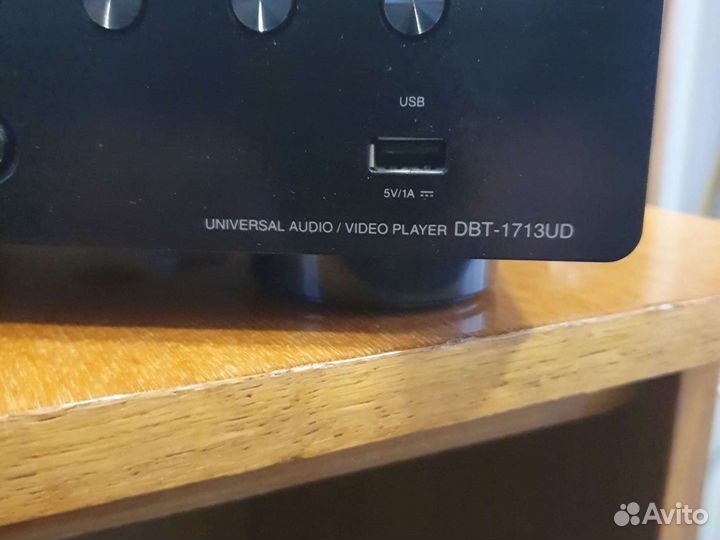 USB
5V/1A ⎓
UNIVERSAL AUDIO / VIDEO PLAYER DBT-1713UD
Avito